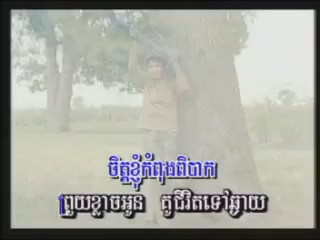 ចិត្តខ្ញុំកំពុងពិបាក
ព្រួយខ្លាចអូន គូជីវិតទៅឆ្ងាយ